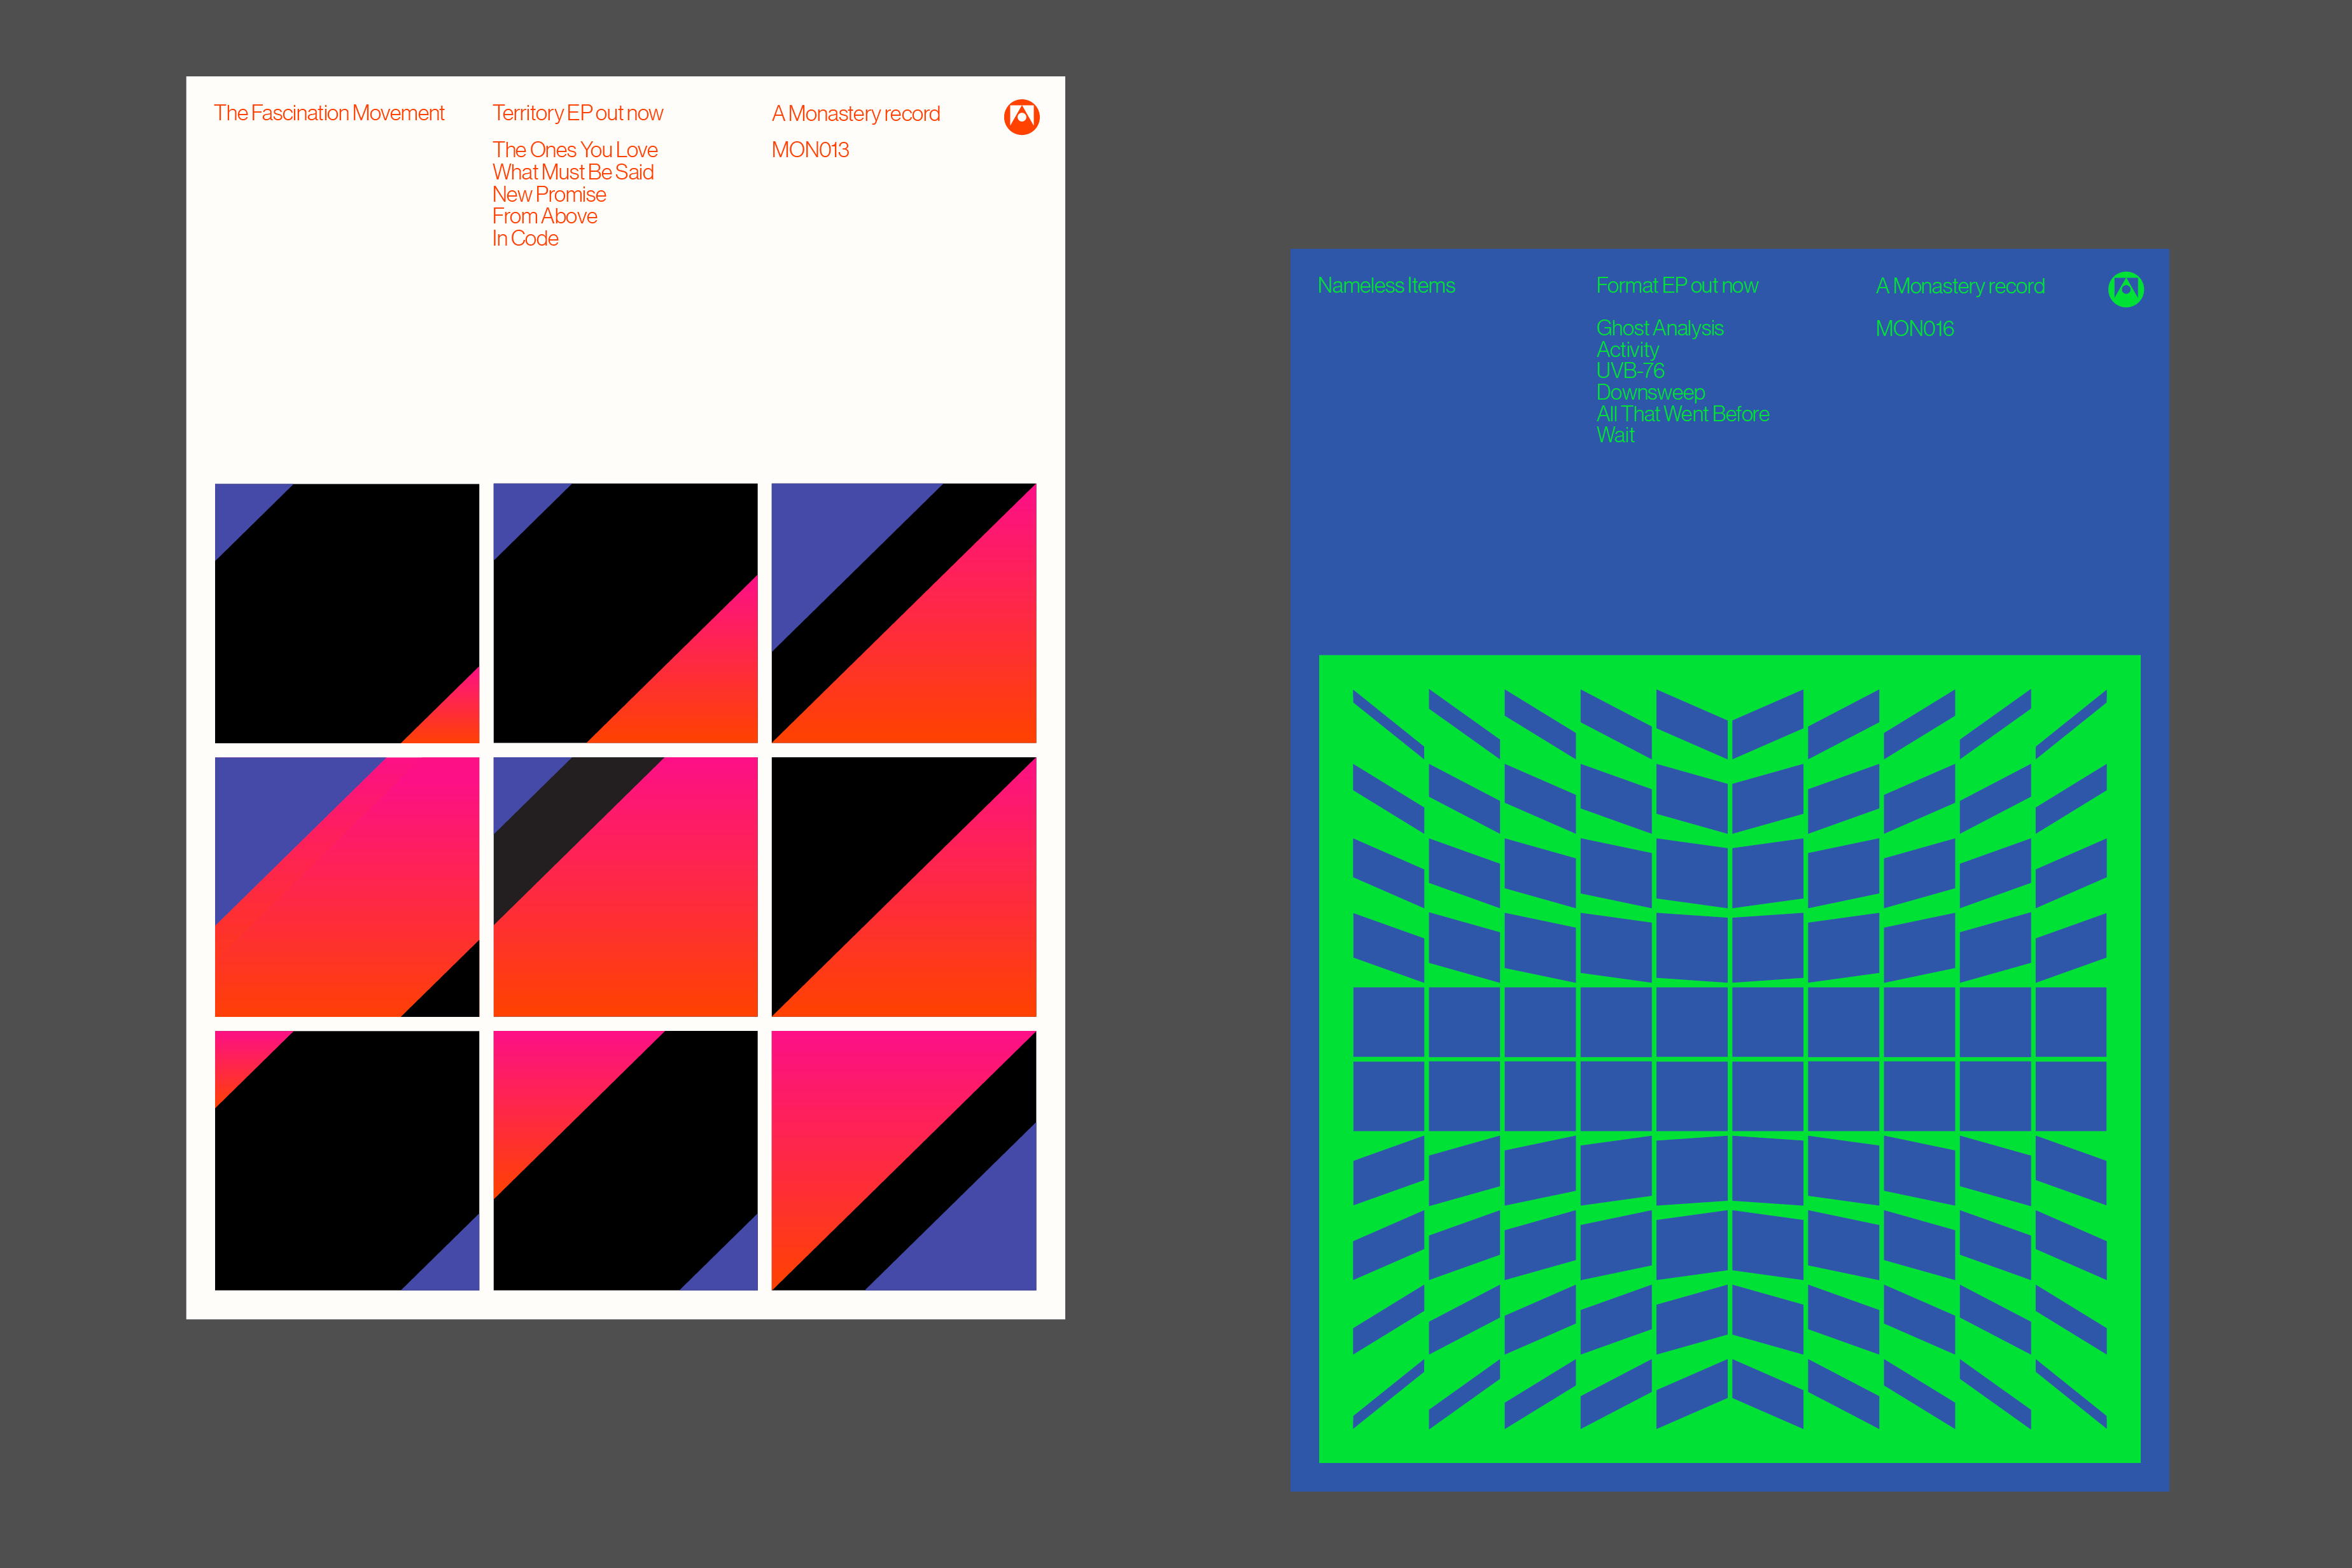 The Fascination Movement
Territory EP out now
The Ones You Love
What Must Be Said
New Promise
From Above
In Code
A Monastery record
MON013
Nameless Items
Format EP out now
Ghost Analysis
Activity
UVB-76
Downsweep
All That Went Before
Wait
A Monastery record
MON016